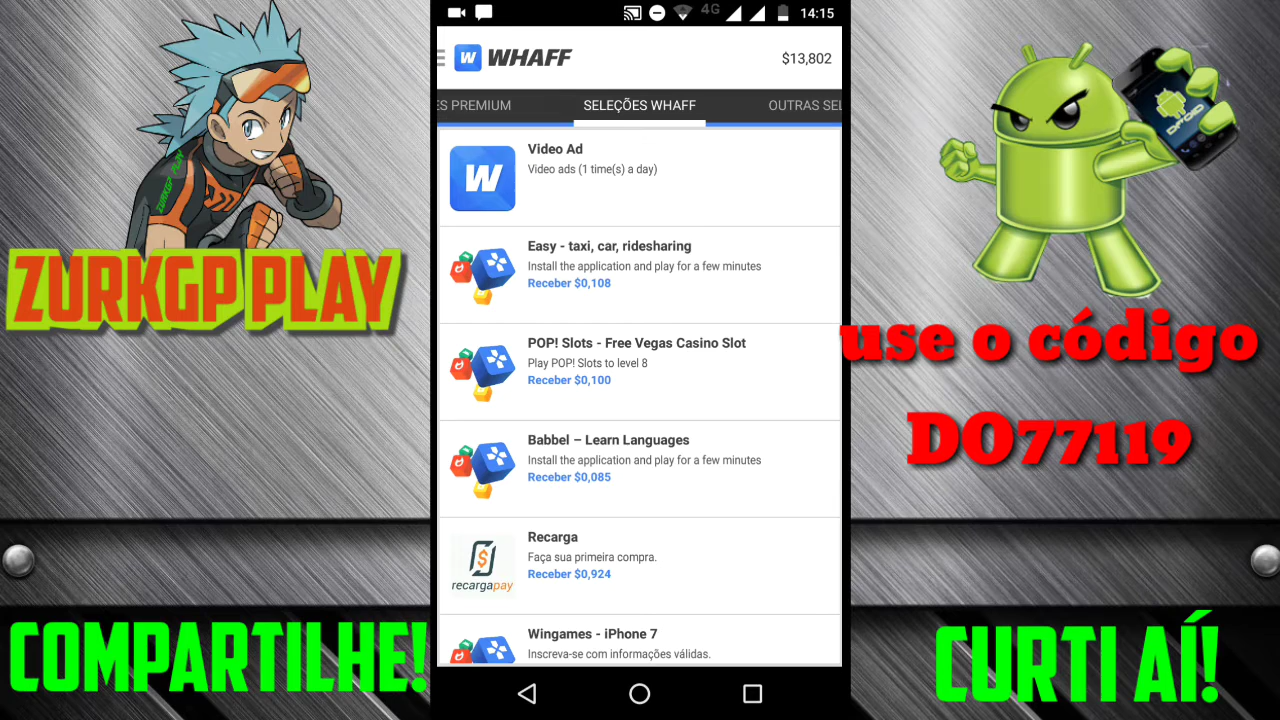 4G
14:15
W WHAFF
$13,802
ES PREMIUM
SELEÇÕES WHAFF
OUTRAS SEL
W
Video Ad
Video ads (1 time(s) a day)
Easy - taxi, car, ridesharing
Install the application and play for a few minutes
Receber $0,108
POP! Slots - Free Vegas Casino Slot
Play POP! Slots to level 8
Receber $0,100
Babbel – Learn Languages
Install the application and play for a few minutes
Receber $0,085
Recarga
Faça sua primeira compra.
Receber $0,924
recargapay
Wingames - iPhone 7
Inscreva-se com informações válidas.
ZURKGP PLAY
ZURKGP PLAY
COMPARTILHE!
DROID
use o código
DO77119
CURTI AÍ!